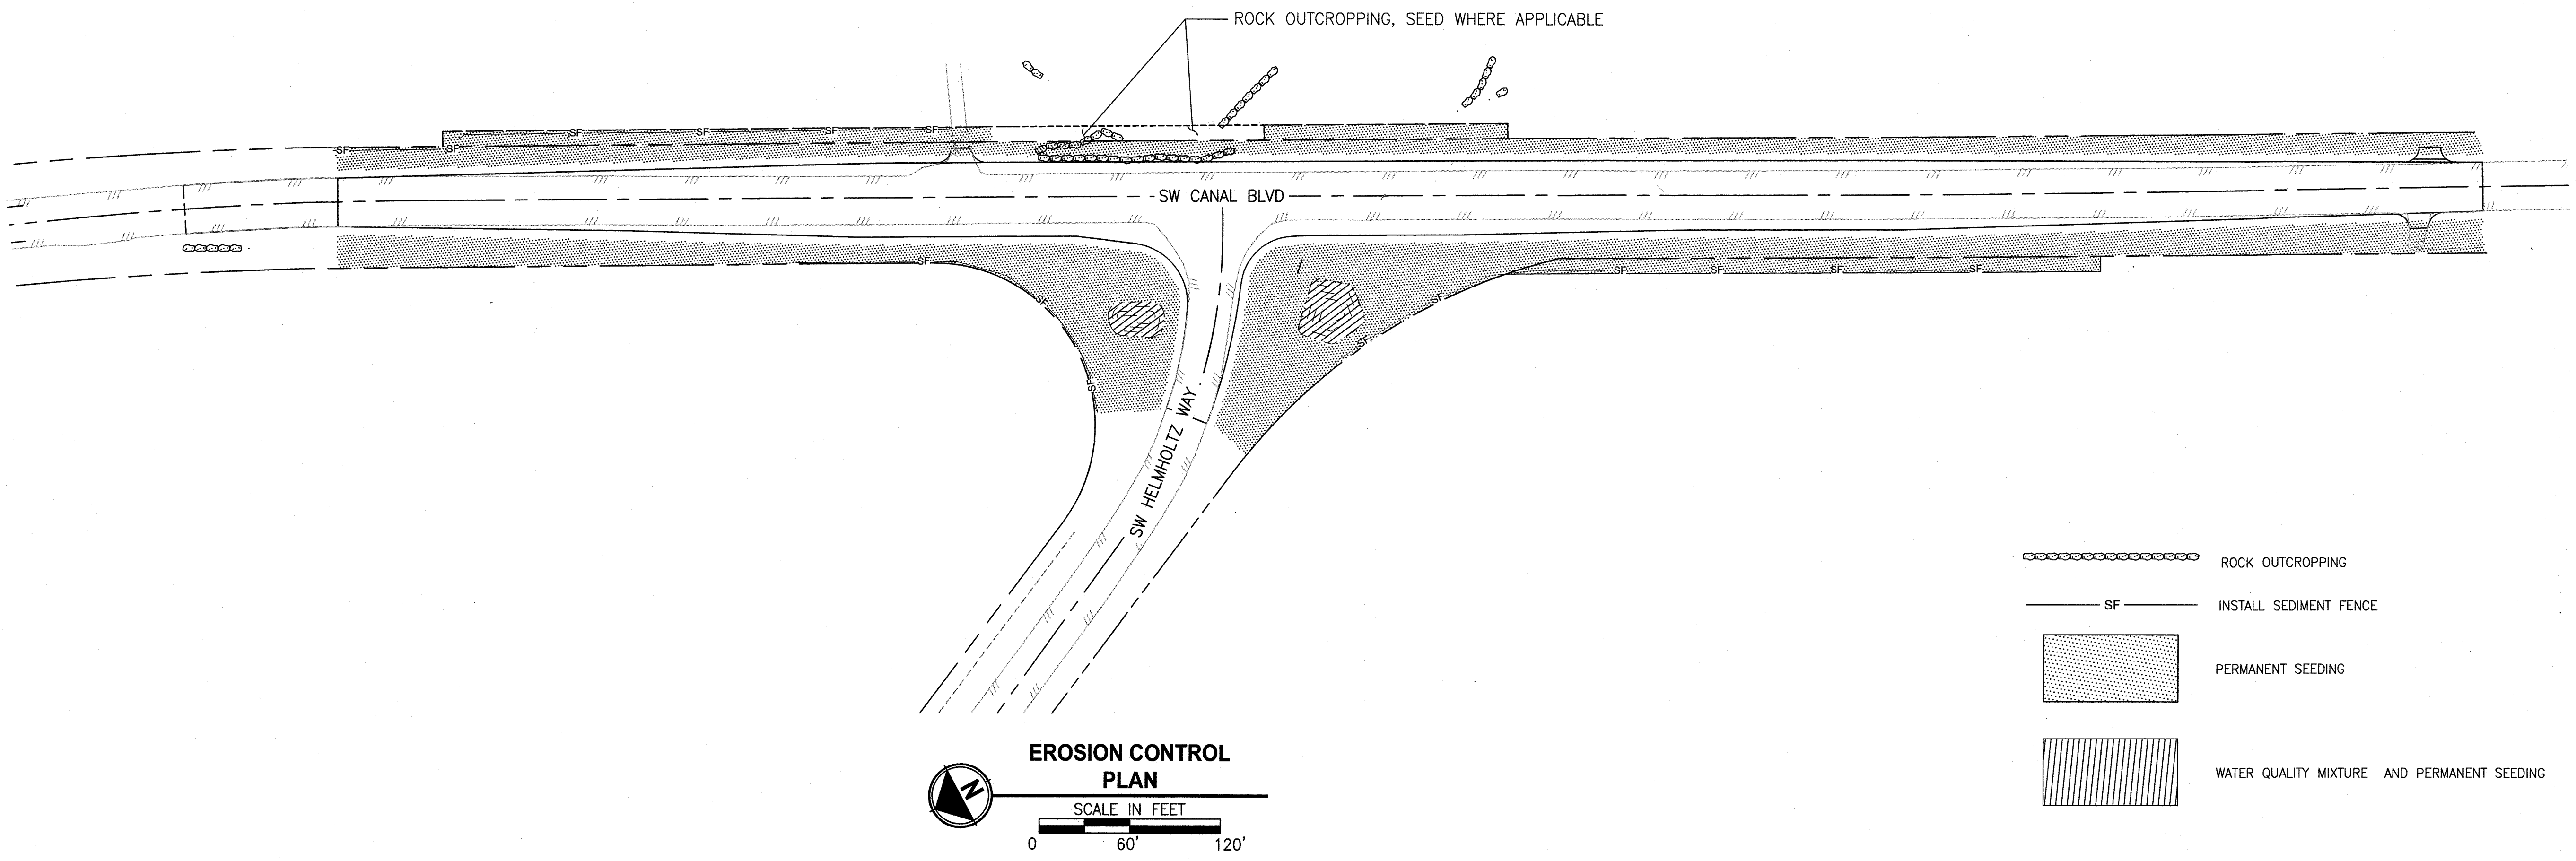 ROCK OUTCROPPING, SEED WHERE APPLICABLE
SF SF SF SF
SF SF
SW CANAL BLVD
SF
SF SF SF SF
SF
SF
SF
SF
SW HELMHOLTZ WAY
ROCK OUTCROPPING
SF INSTALL SEDIMENT FENCE
PERMANENT SEEDING
WATER QUALITY MIXTURE AND PERMANENT SEEDING
EROSION CONTROL
PLAN
N
SCALE IN FEET
0 60' 120'